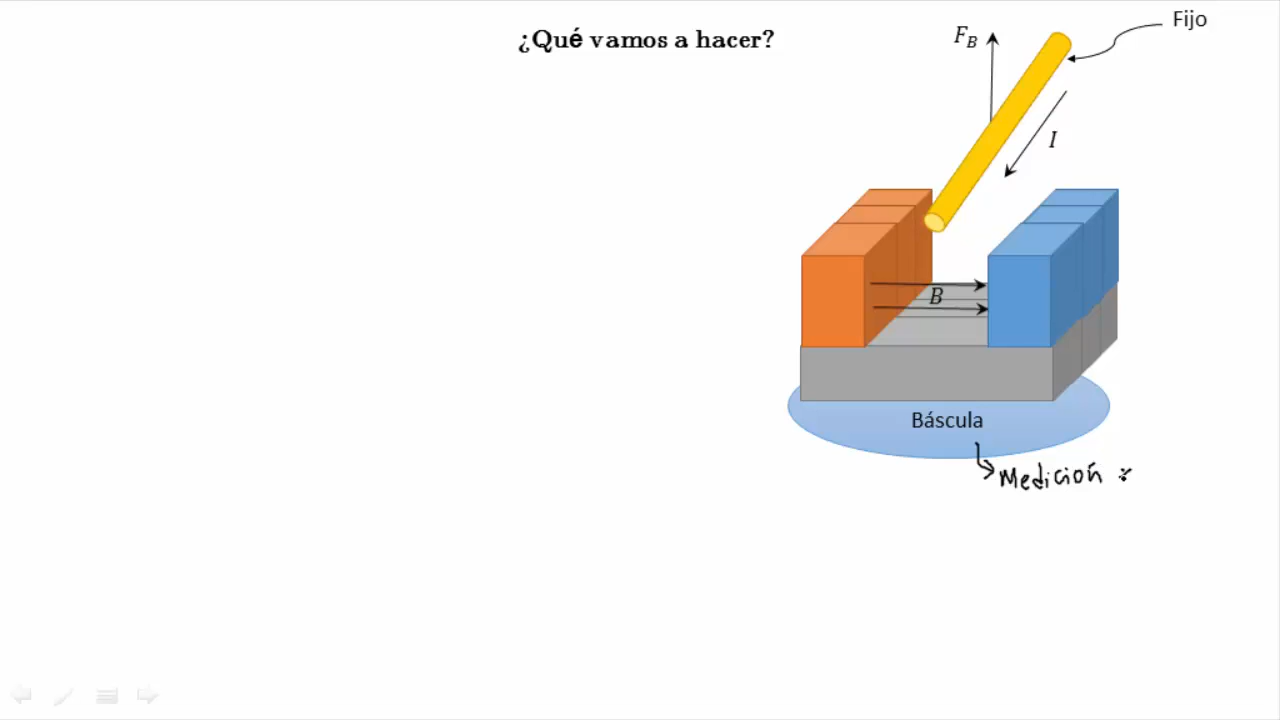 ¿Qué vamos a hacer?
Fijo
F_B
I
B
Báscula
Medición